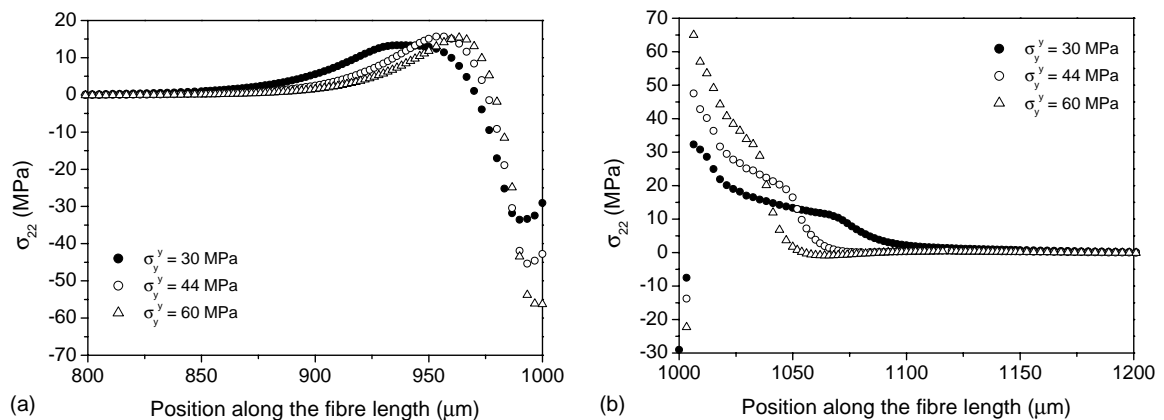 20
10
0
-10
-20
-30
-40
-50
-60
-70
σ22 (MPa)
σyy = 30 MPa
σyy = 44 MPa
σyy = 60 MPa
800 850 900 950 1000
(a) Position along the fibre length (μm)
70
60
50
40
30
20
10
0
-10
-20
-30
σ22 (MPa)
σyy = 30 MPa
σyy = 44 MPa
σyy = 60 MPa
1000 1050 1100 1150 1200
(b) Position along the fibre length (μm)